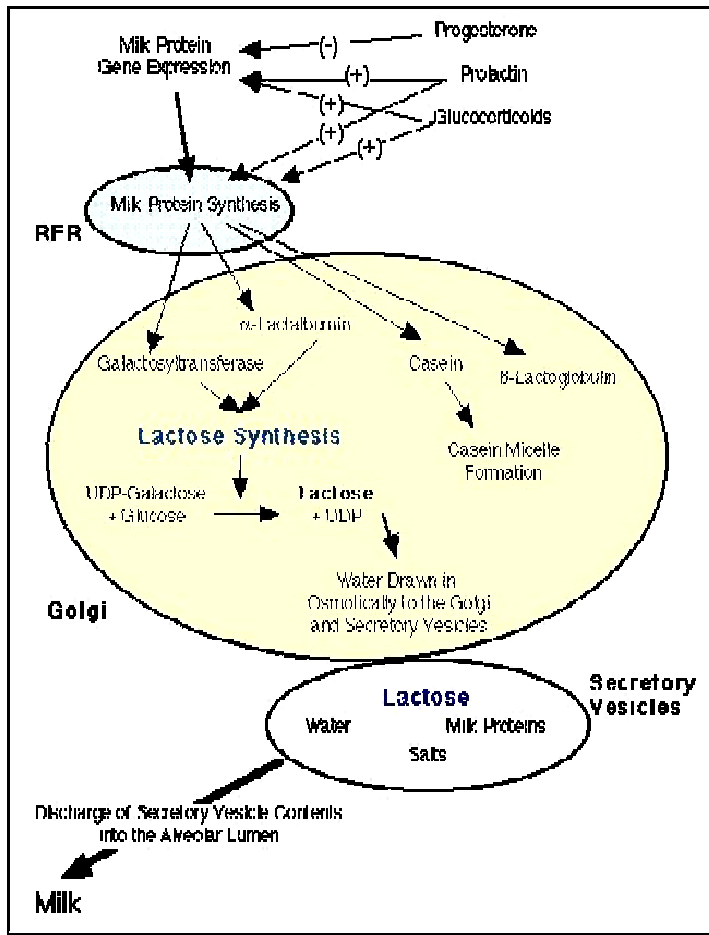 Milk Protein
Gene Expression
(-)
Progesterone
(+)
Prolactin
(+)
Glucocorticoids
(+)
(+)
Milk Protein Synthesis
RER
α-Lactalbumin
Galactosyltransferase
Casein
β-Lactoglobulin
Lactose Synthesis
Casein Micelle
Formation
UDP-Galactose
+ Glucose
Lactose
+ UDP
Water Drawn in
Osmotically to the Golgi
and Secretory Vesicles
Golgi
Secretory
Vesicles
Lactose
Water
Milk Proteins
Salts
Discharge of Secretory Vesicle Contents
into the Alveolar Lumen
Milk